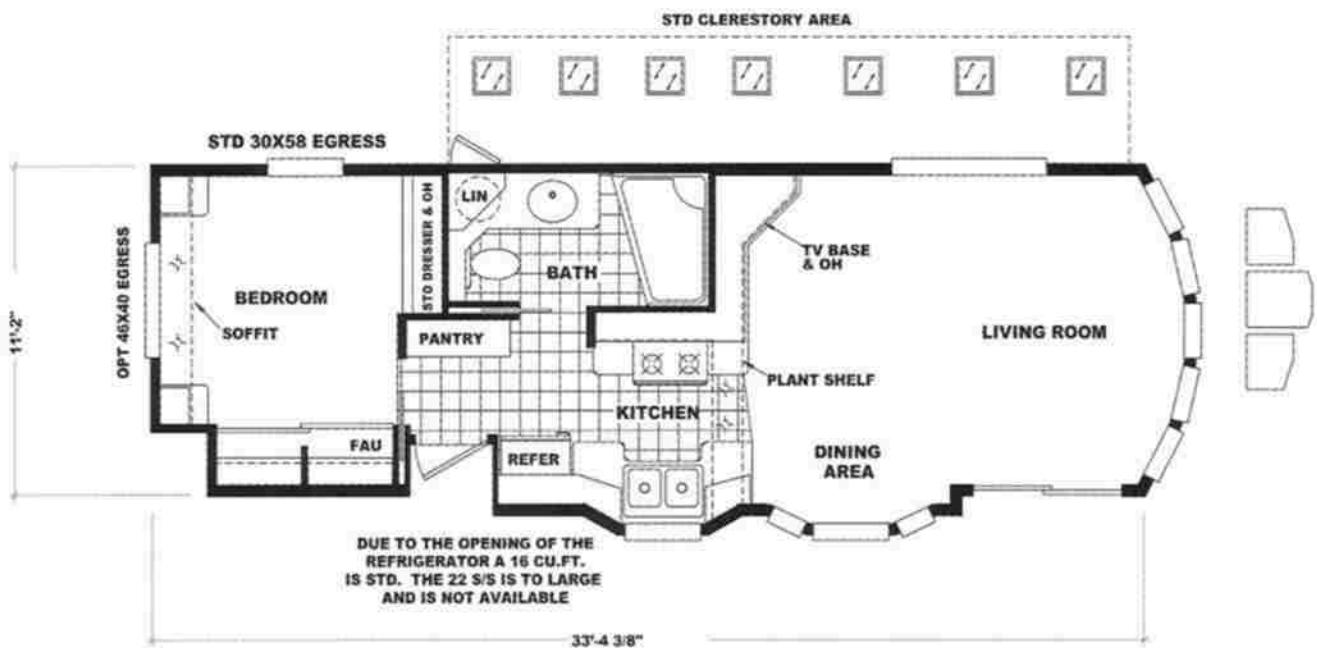 STD CLERESTORY AREA
STD 30X58 EGRESS
OPT 46X40 EGRESS
11'-2"
LIN
STD DRESSER & OH
BATH
BEDROOM
SOFFIT
PANTRY
TV BASE
& OH
LIVING ROOM
PLANT SHELF
KITCHEN
FAU
REFER
DINING
AREA
DUE TO THE OPENING OF THE
REFRIGERATOR A 16 CU.FT.
IS STD. THE 22 S/S IS TO LARGE
AND IS NOT AVAILABLE
33'-4 3/8"